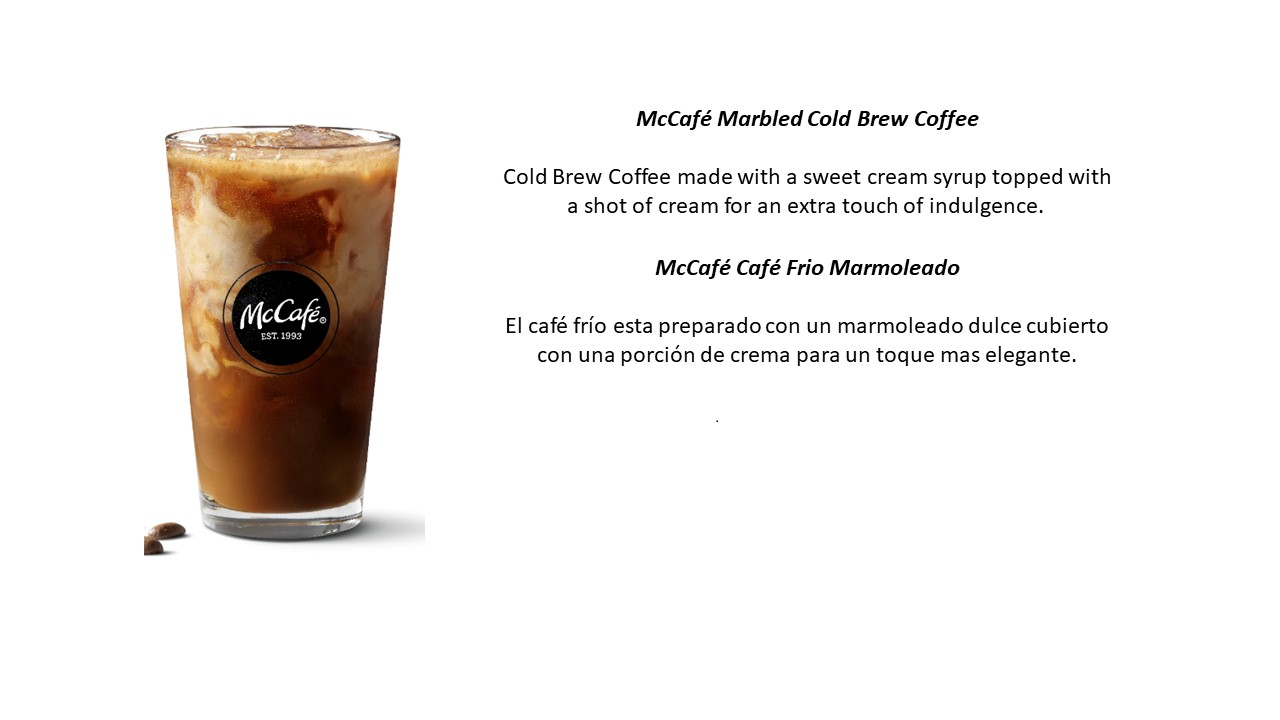 McCafé Marbled Cold Brew Coffee
Cold Brew Coffee made with a sweet cream syrup topped with
a shot of cream for an extra touch of indulgence.
McCafé Café Frio Marmoleado
El café frío esta preparado con un marmoleado dulce cubierto
con una porción de crema para un toque mas elegante.
.
McCafé®
EST. 1993